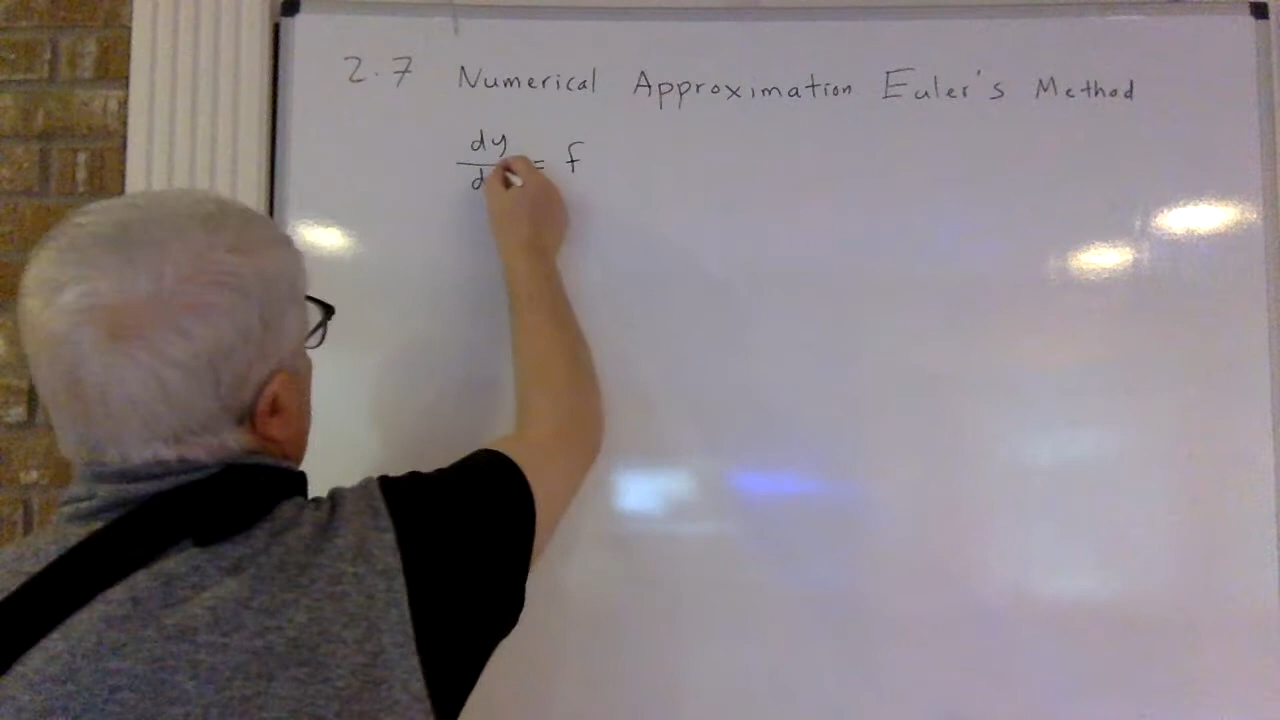 2.7 Numerical Approximation Euler's Method
dy
d = f